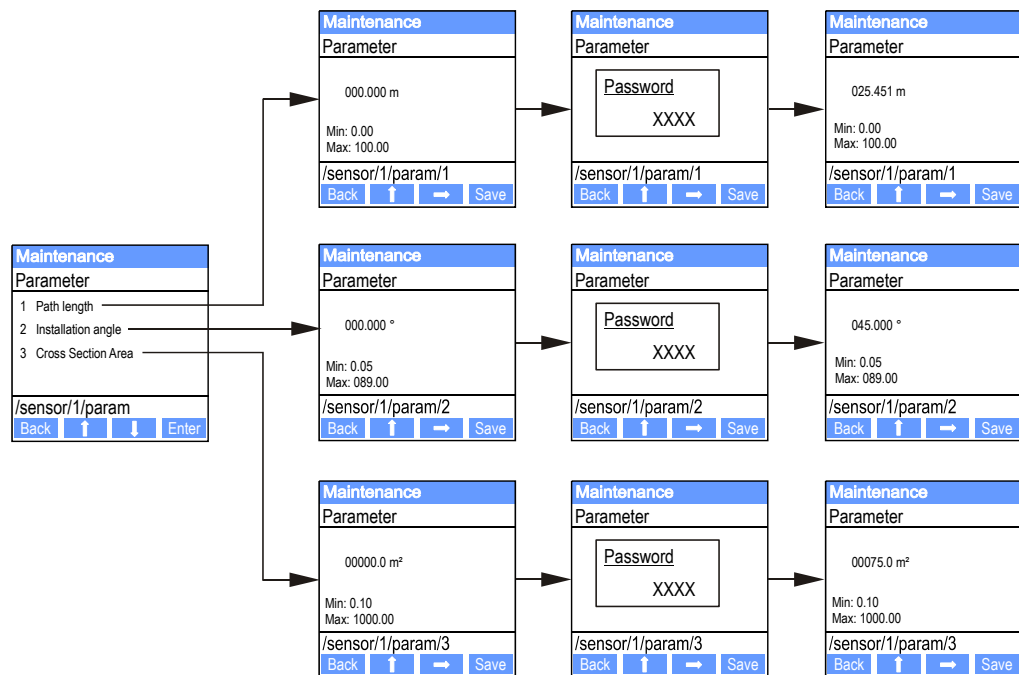 Maintenance
Parameter
000.000 m
Min: 0.00
Max: 100.00
/sensor/1/param/1
Back Save
Maintenance
Parameter
Password
XXXX
/sensor/1/param/1
Back Save
Maintenance
Parameter
025.451 m
Min: 0.00
Max: 100.00
/sensor/1/param/1
Back Save
Maintenance
Parameter
1 Path length
2 Installation angle
3 Cross Section Area
/sensor/1/param
Back Enter
Maintenance
Parameter
000.000 °
Min: 0.05
Max: 089.00
/sensor/1/param/2
Back Save
Maintenance
Parameter
Password
XXXX
/sensor/1/param/2
Back Save
Maintenance
Parameter
045.000 °
Min: 0.05
Max: 089.00
/sensor/1/param/2
Back Save
Maintenance
Parameter
00000.0 m²
Min: 0.10
Max: 1000.00
/sensor/1/param/3
Back Save
Maintenance
Parameter
Password
XXXX
/sensor/1/param/3
Back Save
Maintenance
Parameter
00075.0 m²
Min: 0.10
Max: 1000.00
/sensor/1/param/3
Back Save